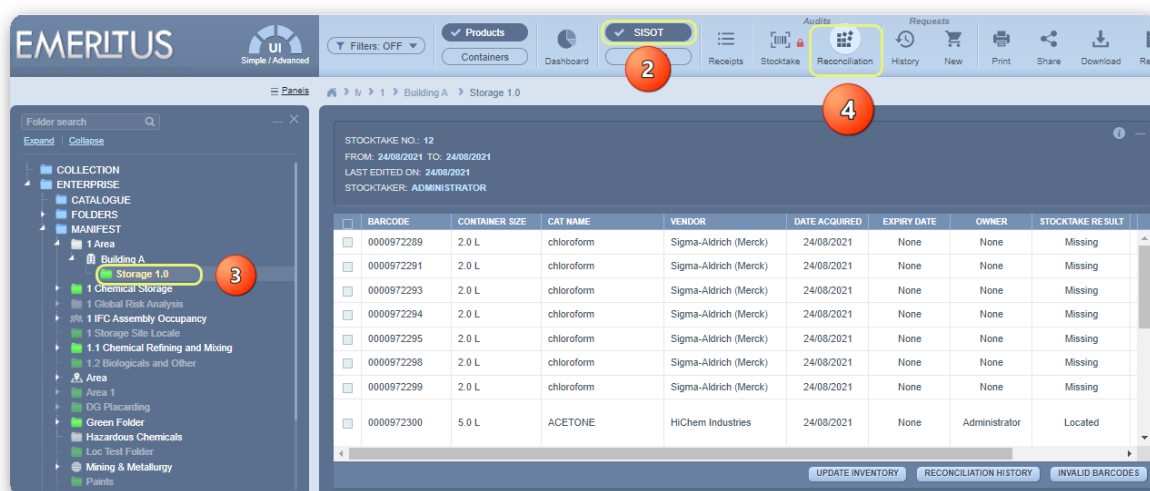 EMERITUS
UI
Simple / Advanced
Filters: OFF
Products
Containers
Dashboard
SISOT
2
Receipts
Audits
Stocktake
Reconciliation
4
Requests
History
New
Print
Share
Download
Panels
1 Building A Storage 1.0
Folder search
Expand Collapse
COLLECTION
ENTERPRISE
CATALOGUE
FOLDERS
MANIFEST
1 Area
Building A
Storage 1.0
3
1 Chemical Storage
1 Global Risk Analysis
1 IFC Assembly Occupancy
1 Storage Site Locale
1.1 Chemical Refining and Mixing
1.2 Biologicals and Other
Area
Area 1
DG Placarding
Green Folder
Hazardous Chemicals
Loc Test Folder
Mining & Metallurgy
Paints
STOCKTAKE NO.: 12
FROM: 24/08/2021 TO: 24/08/2021
LAST EDITED ON: 24/08/2021
STOCKTAKER: ADMINISTRATOR
BARCODE CONTAINER SIZE CAT NAME VENDOR DATE ACQUIRED EXPIRY DATE OWNER STOCKTAKE RESULT
0000972289 2.0 L chloroform Sigma-Aldrich (Merck) 24/08/2021 None None Missing
0000972291 2.0 L chloroform Sigma-Aldrich (Merck) 24/08/2021 None None Missing
0000972293 2.0 L chloroform Sigma-Aldrich (Merck) 24/08/2021 None None Missing
0000972294 2.0 L chloroform Sigma-Aldrich (Merck) 24/08/2021 None None Missing
0000972295 2.0 L chloroform Sigma-Aldrich (Merck) 24/08/2021 None None Missing
0000972298 2.0 L chloroform Sigma-Aldrich (Merck) 24/08/2021 None None Missing
0000972299 2.0 L chloroform Sigma-Aldrich (Merck) 24/08/2021 None None Missing
0000972300 5.0 L ACETONE HiChem Industries 24/08/2021 None Administrator Located
UPDATE INVENTORY RECONCILIATION HISTORY INVALID BARCODES